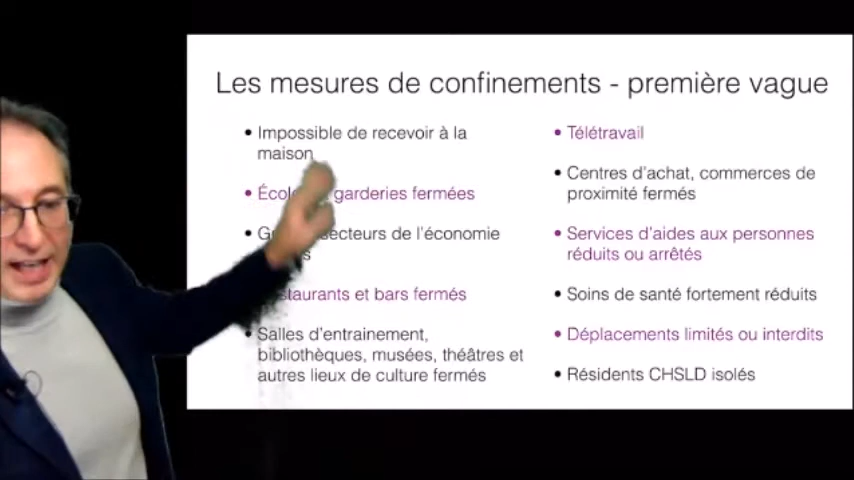 Les mesures de confinements - première vague
• Impossible de recevoir à la
maison
• garderies fermées
• secteurs de l'économie
• restaurants et bars fermés
• Salles d'entrainement,
bibliothèques, musées, théâtres et
autres lieux de culture fermés
• Télétravail
• Centres d'achat, commerces de
proximité fermés
• Services d'aides aux personnes
réduits ou arrêtés
• Soins de santé fortement réduits
• Déplacements limités ou interdits
• Résidents CHSLD isolés